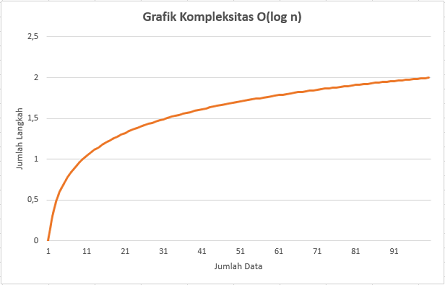 Grafik Kompleksitas O(log n)
2,5
2
1,5
1
0,5
0
Jumlah Langkah
1 11 21 31 41 51 61 71 81 91
Jumlah Data